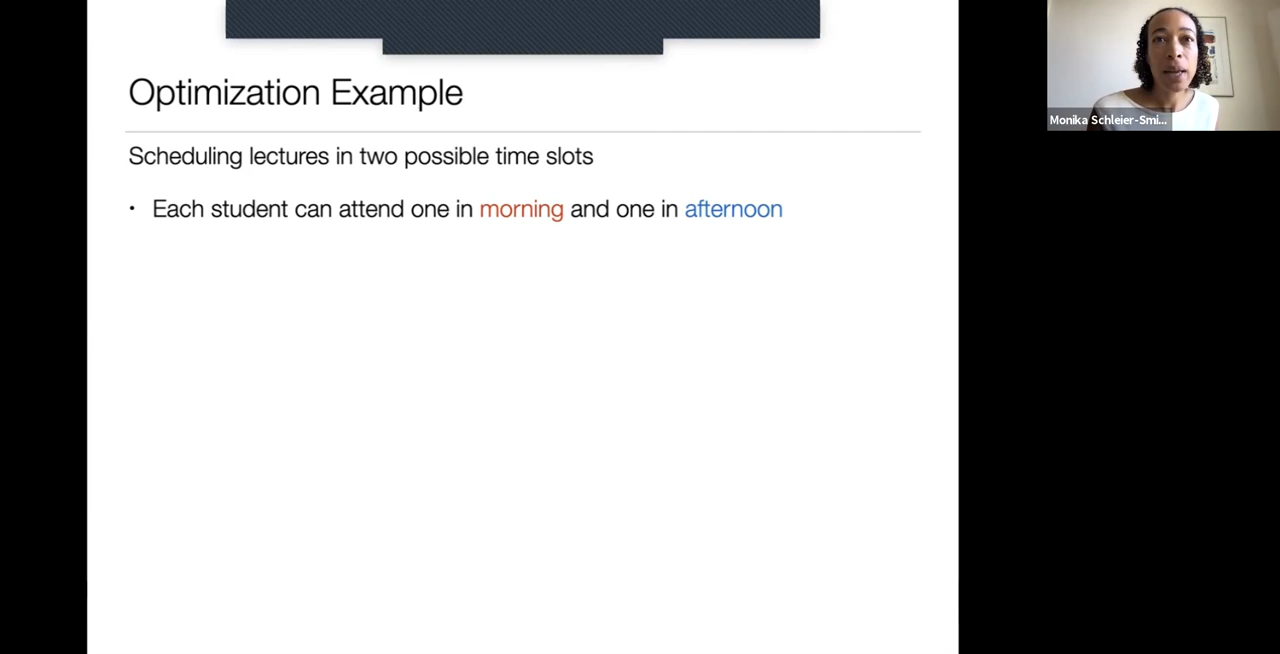 Optimization Example
Monika Schleier-Smi...
Scheduling lectures in two possible time slots
• Each student can attend one in morning and one in afternoon